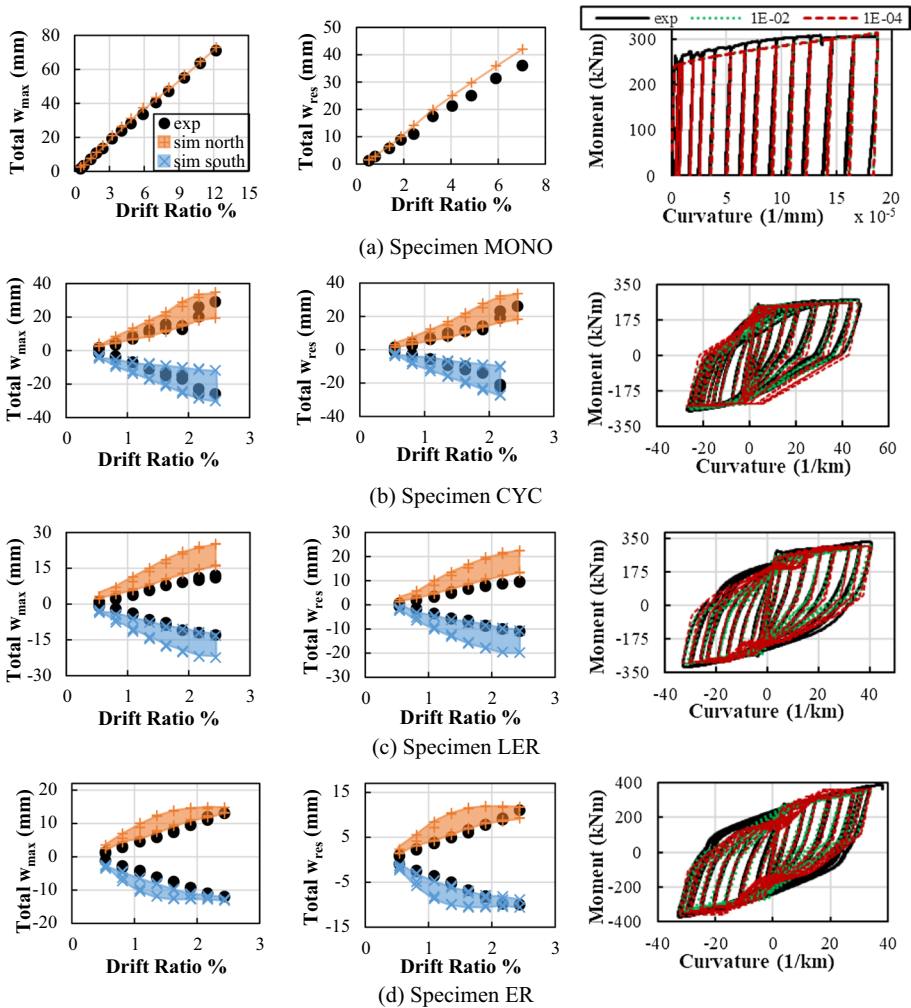 Total w_max (mm)
80
60
40
20
0
0 3 6 9 12 15
Drift Ratio %
exp
sim north
sim south
Total w_res (mm)
50
40
30
20
10
0
0 2 4 6 8
Drift Ratio %
exp 1E-02 1E-04
Moment (kNm)
300
200
100
0
0 5 10 15 20
Curvature (1/mm) x 10^-5
(a) Specimen MONO
Total w_max (mm)
40
20
0
-20
-40
0 1 2 3
Drift Ratio %
Total w_res (mm)
40
20
0
-20
-40
0 1 2 3
Drift Ratio %
Moment (kNm)
350
175
0
-175
-350
-40 -20 0 20 40 60
Curvature (1/km)
(b) Specimen CYC
Total w_max (mm)
30
15
0
-15
-30
0 1 2 3
Drift Ratio %
Total w_res (mm)
30
20
10
0
-10
-20
-30
0 1 2 3
Drift Ratio %
Moment (kNm)
350
175
0
-175
-350
-40 -20 0 20 40
Curvature (1/km)
(c) Specimen LER
Total w_max (mm)
20
10
0
-10
-20
0 1 2 3
Drift Ratio %
Total w_res (mm)
15
5
-5
-15
0 1 2 3
Drift Ratio %
Moment (kNm)
400
200
0
-200
-400
-40 -20 0 20 40
Curvature (1/km)
(d) Specimen ER